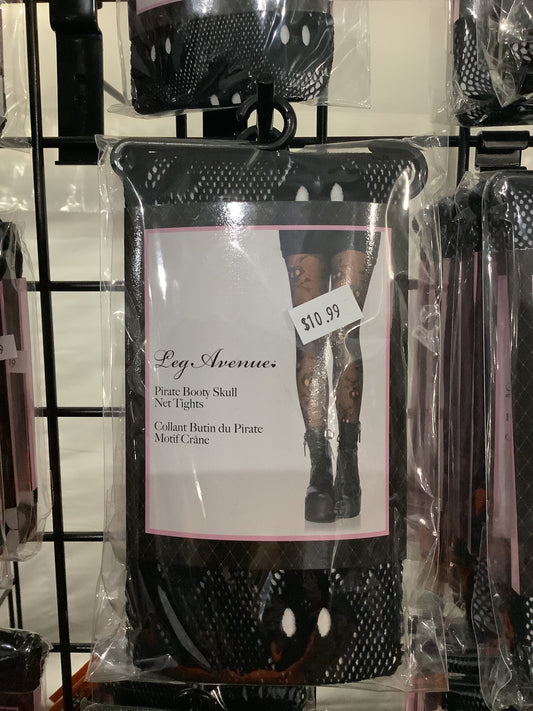 $10.99
Leg Avenue
Pirate Booty Skull
Net Tights
Collant Butin du Pirate
Motif Crâne